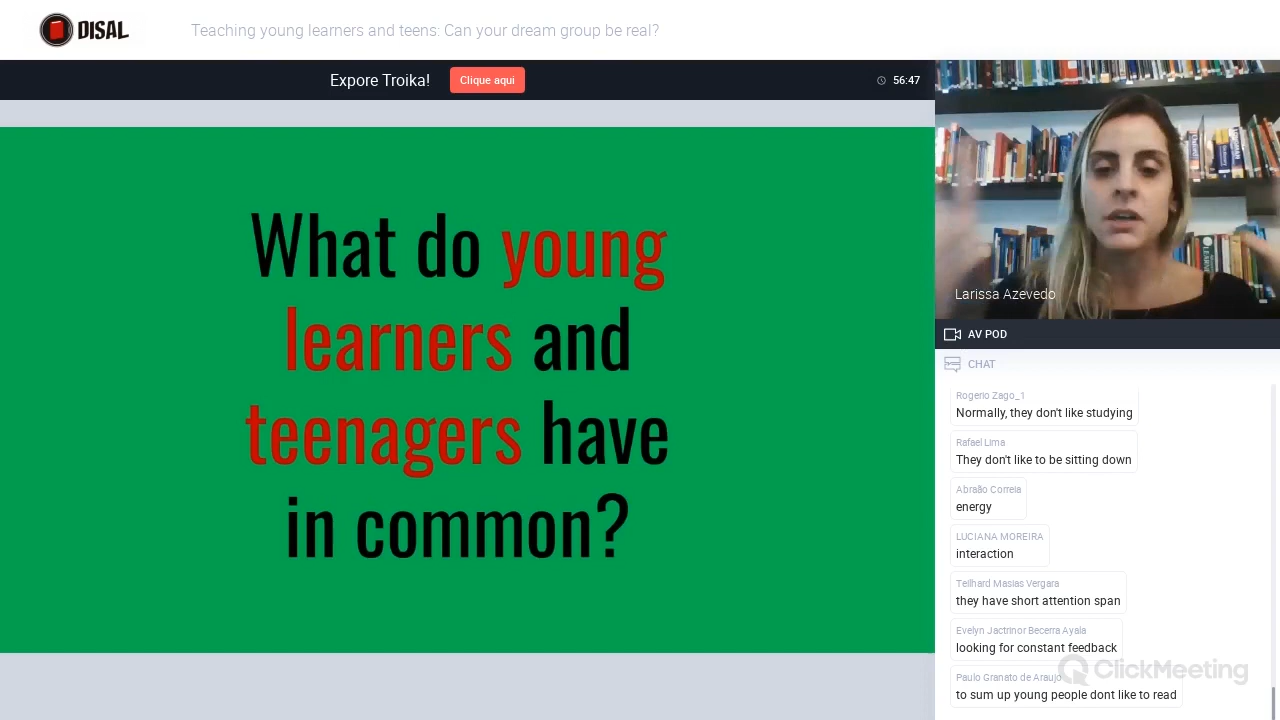 DISAL
Teaching young learners and teens: Can your dream group be real?
Expore Troika!
Clique aqui
56:47
What do young
learners and
teenagers have
in common?
Larissa Azevedo
AV POD
CHAT
Rogerio Zago_1
Normally, they don't like studying
Rafael Lima
They don't like to be sitting down
Abraão Correia
energy
LUCIANA MOREIRA
interaction
Teilhard Masias Vergara
they have short attention span
Evelyn Jactrinor Becerra Ayala
looking for constant feedback
Paulo Granato de Araujo
to sum up young people dont like to read
ClickMeeting